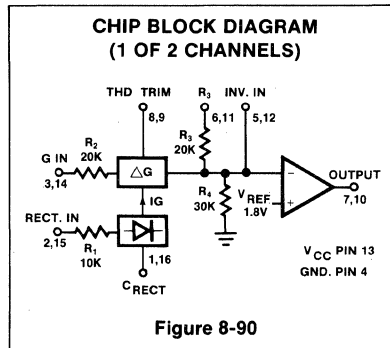 CHIP BLOCK DIAGRAM
(1 OF 2 CHANNELS)
THD TRIM
R3
INV. IN
8,9
6,11
5,12
R2
20K
R3
20K
G IN
3,14
ΔG
OUTPUT
7,10
IG
R4
30K
VREF
1.8V
−
+
RECT. IN
2,15
R1
10K
1,16
CRECT
VCC PIN 13
GND. PIN 4
Figure 8-90